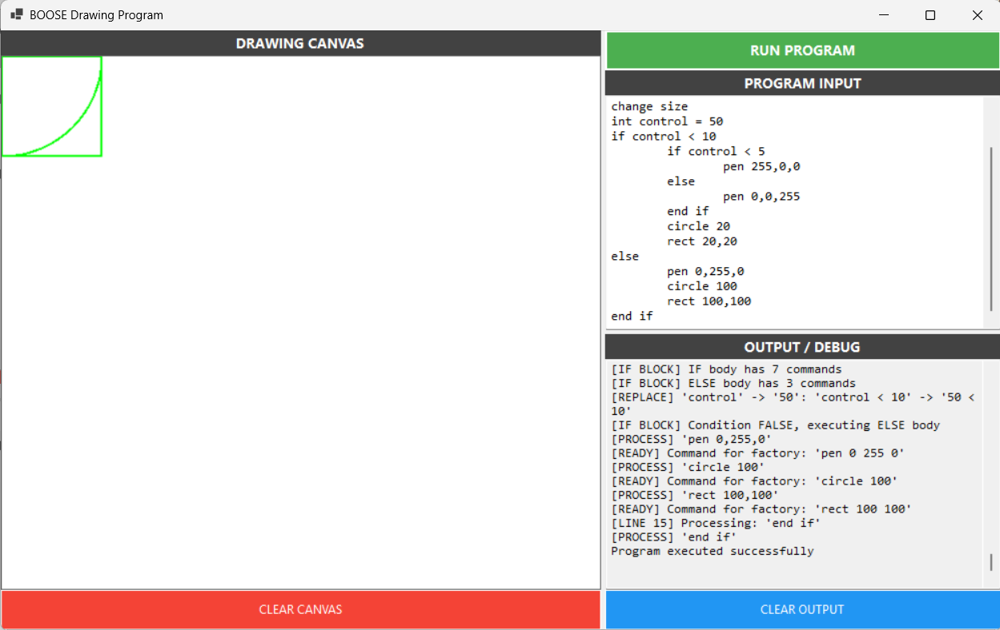 BOOSE Drawing Program
DRAWING CANVAS
RUN PROGRAM
PROGRAM INPUT
change size
int control = 50
if control < 10
if control < 5
pen 255,0,0
else
pen 0,0,255
end if
circle 20
rect 20,20
else
pen 0,255,0
circle 100
rect 100,100
end if
OUTPUT / DEBUG
[IF BLOCK] IF body has 7 commands
[IF BLOCK] ELSE body has 3 commands
[REPLACE] 'control' -> '50': 'control < 10' -> '50 <
10'
[IF BLOCK] Condition FALSE, executing ELSE body
[PROCESS] 'pen 0,255,0'
[READY] Command for factory: 'pen 0 255 0'
[PROCESS] 'circle 100'
[READY] Command for factory: 'circle 100'
[PROCESS] 'rect 100,100'
[READY] Command for factory: 'rect 100 100'
[LINE 15] Processing: 'end if'
[PROCESS] 'end if'
Program executed successfully
CLEAR CANVAS
CLEAR OUTPUT